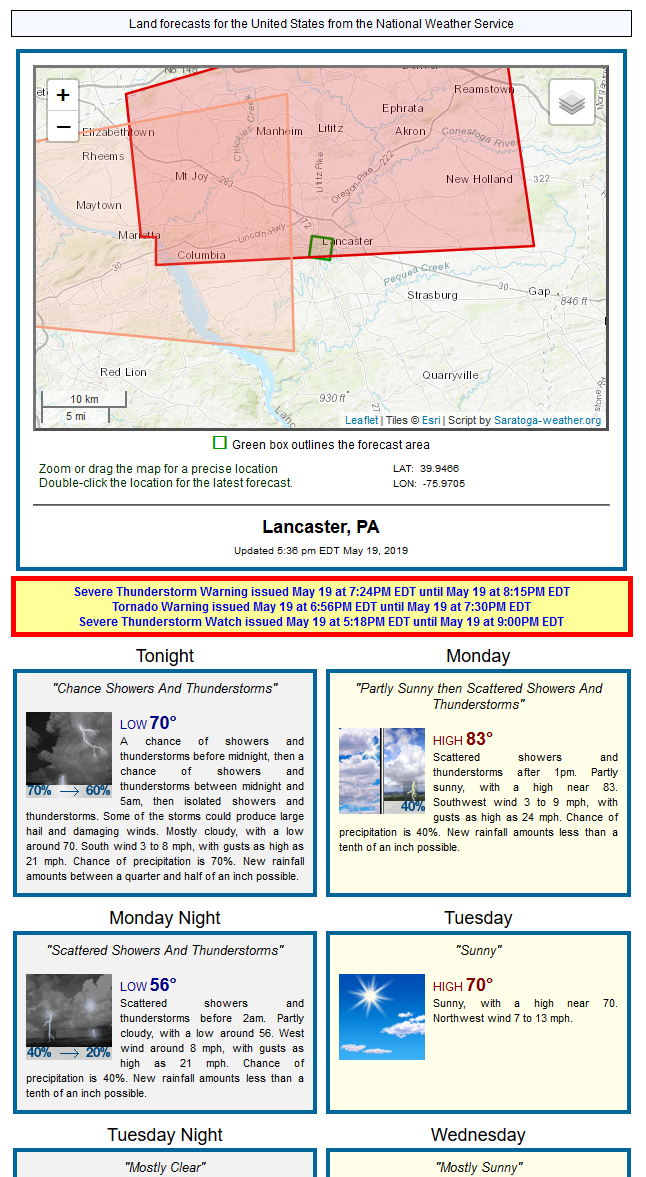 Land forecasts for the United States from the National Weather Service
No 145
Denver
Reamstown
+
Ephrata
Elizabethtown
Manheim
Lititz
Akron
−
Chickies Creek
Conestoga River
Rheems
Lititz Pike
Oregon-Pike
222
Mt Joy
283
New Holland
322
Maytown
72
Marietta
Lincoln-Hwy
Lancaster
Columbia
30
Pequea Creek
Strasburg
30
Gap
846 ft
Red Lion
Quarryville
930 ft
10 km
5 mi
272
Leaflet | Tiles © Esri | Script by Saratoga-weather.org
Green box outlines the forecast area
Zoom or drag the map for a precise location
Double-click the location for the latest forecast.
LAT: 39.9466
LON: -75.9705
Lancaster, PA
Updated 5:36 pm EDT May 19, 2019
Severe Thunderstorm Warning issued May 19 at 7:24PM EDT until May 19 at 8:15PM EDT
Tornado Warning issued May 19 at 6:56PM EDT until May 19 at 7:30PM EDT
Severe Thunderstorm Watch issued May 19 at 5:18PM EDT until May 19 at 9:00PM EDT
Tonight
"Chance Showers And Thunderstorms"
LOW 70°
70% → 60%
A chance of showers and
thunderstorms before midnight, then a
chance of showers and
thunderstorms between midnight and
5am, then isolated showers and
thunderstorms. Some of the storms could produce large
hail and damaging winds. Mostly cloudy, with a low
around 70. South wind 3 to 8 mph, with gusts as high as
21 mph. Chance of precipitation is 70%. New rainfall
amounts between a quarter and half of an inch possible.
Monday
"Partly Sunny then Scattered Showers And
Thunderstorms"
HIGH 83°
40%
Scattered showers and
thunderstorms after 1pm. Partly
sunny, with a high near 83.
Southwest wind 3 to 9 mph, with
gusts as high as 24 mph. Chance of
precipitation is 40%. New rainfall amounts less than a
tenth of an inch possible.
Monday Night
"Scattered Showers And Thunderstorms"
LOW 56°
40% → 20%
Scattered showers and
thunderstorms before 2am. Partly
cloudy, with a low around 56. West
wind around 8 mph, with gusts as
high as 21 mph. Chance of
precipitation is 40%. New rainfall amounts less than a
tenth of an inch possible.
Tuesday
"Sunny"
HIGH 70°
Sunny, with a high near 70.
Northwest wind 7 to 13 mph.
Tuesday Night
"Mostly Clear"
Wednesday
"Mostly Sunny"